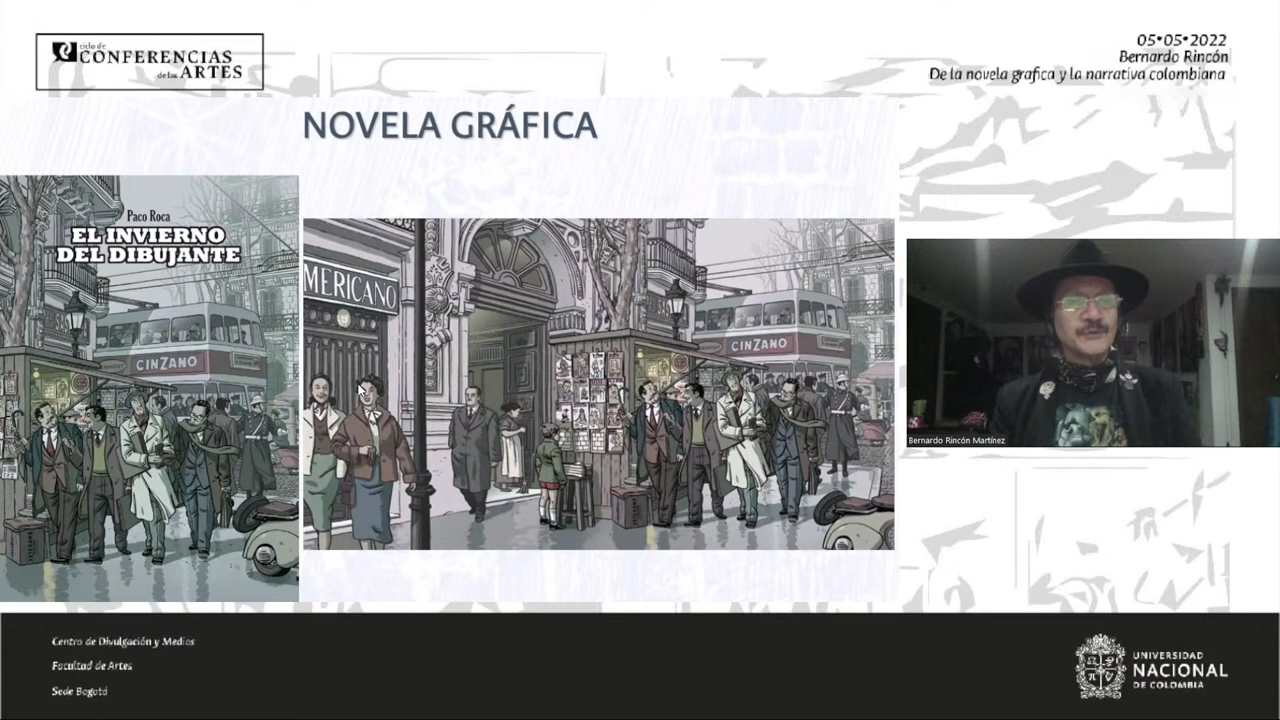 ciclo de
CONFERENCIAS
de las ARTES
05•05•2022
Bernardo Rincón
De la novela grafica y la narrativa colombiana
NOVELA GRÁFICA
Paco Roca
EL INVIERNO
DEL DIBUJANTE
CINZANO
MERICANO
CINZANO
Bernardo Rincón Martínez
Centro de Divulgación y Medios
Facultad de Artes
Sede Bogotá
UNIVERSIDAD
NACIONAL
DE COLOMBIA